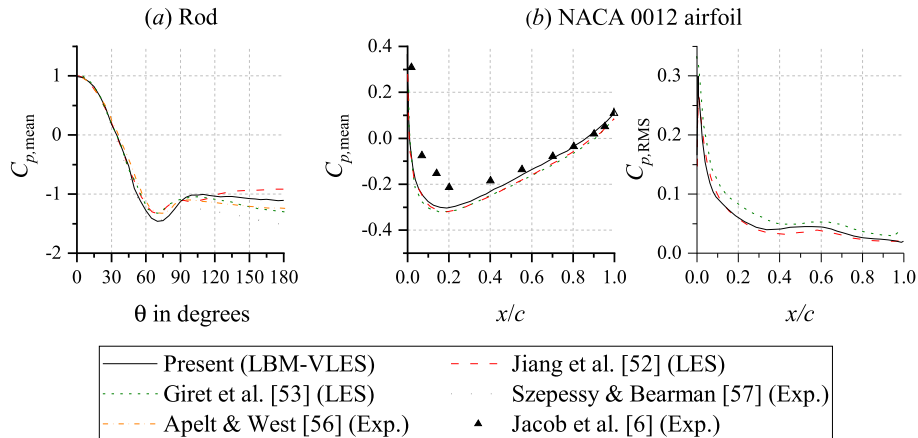 (a) Rod
(b) NACA 0012 airfoil
1
0
-1
-2
0 30 60 90 120 150 180
C_{p,mean}
θ in degrees
0.4
0.2
0.0
-0.2
-0.4
0.0 0.2 0.4 0.6 0.8 1.0
C_{p,mean}
x/c
0.3
0.2
0.1
0.0
0.0 0.2 0.4 0.6 0.8 1.0
C_{p,RMS}
x/c
Present (LBM-VLES)
Jiang et al. [52] (LES)
Giret et al. [53] (LES)
Szepessy & Bearman [57] (Exp.)
Apelt & West [56] (Exp.)
Jacob et al. [6] (Exp.)